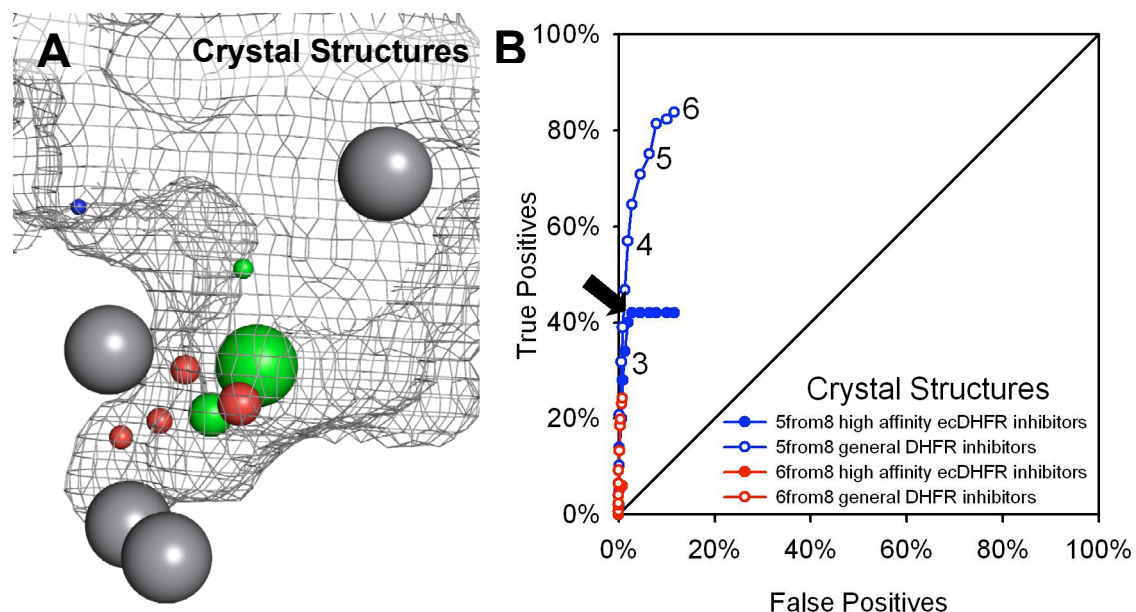 A
Crystal Structures
B
100%
80%
60%
40%
20%
0%
True Positives
6
5
4
3
Crystal Structures
5from8 high affinity ecDHFR inhibitors
5from8 general DHFR inhibitors
6from8 high affinity ecDHFR inhibitors
6from8 general DHFR inhibitors
0%
20%
40%
60%
80%
100%
False Positives